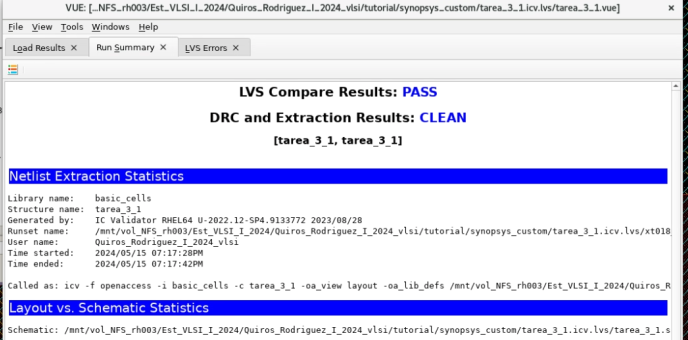 VUE: [.._NFS_rh003/Est_VLSI_I_2024/Quiros_Rodriguez_I_2024_vlsi/tutorial/synopsys_custom/tarea_3_1.icv.lvs/tarea_3_1.vue]
File View Tools Windows Help
Load Results Run Summary LVS Errors
LVS Compare Results: PASS
DRC and Extraction Results: CLEAN
[tarea_3_1, tarea_3_1]
Netlist Extraction Statistics
Library name: basic_cells
Structure name: tarea_3_1
Generated by: IC Validator RHEL64 U-2022.12-SP4.9133772 2023/08/28
Runset name: /mnt/vol_NFS_rh003/Est_VLSI_I_2024/Quiros_Rodriguez_I_2024_vlsi/tutorial/synopsys_custom/tarea_3_1.icv.lvs/xt018
User name: Quiros_Rodriguez_I_2024_vlsi
Time started: 2024/05/15 07:17:28PM
Time ended: 2024/05/15 07:17:42PM
Called as: icv -f openaccess -i basic_cells -c tarea_3_1 -oa_view layout -oa_lib_defs /mnt/vol_NFS_rh003/Est_VLSI_I_2024/Quiros_R
Layout vs. Schematic Statistics
Schematic: /mnt/vol_NFS_rh003/Est_VLSI_I_2024/Quiros_Rodriguez_I_2024_vlsi/tutorial/synopsys_custom/tarea_3_1.icv.lvs/tarea_3_1.s